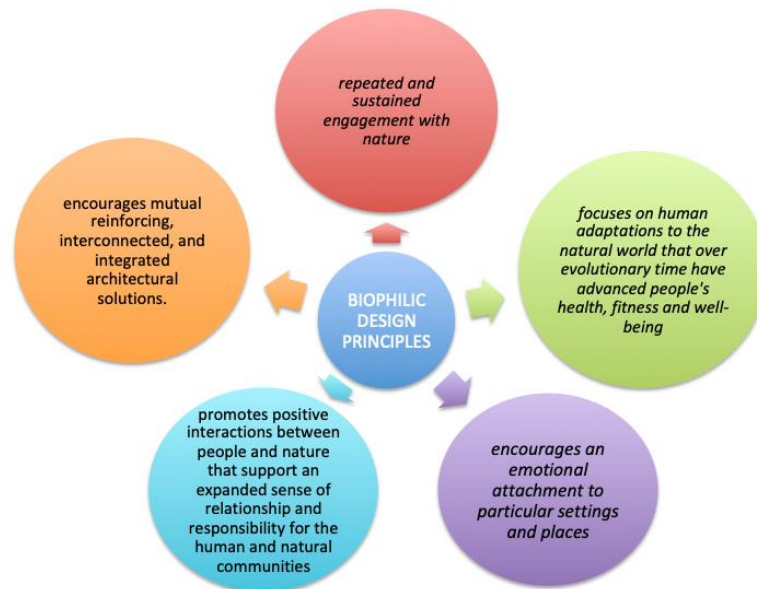 repeated and
sustained
engagement with
nature
focuses on human
adaptations to the
natural world that over
evolutionary time have
advanced people's
health, fitness and well-
being
encourages an
emotional
attachment to
particular settings
and places
promotes positive
interactions between
people and nature
that support an
expanded sense of
relationship and
responsibility for the
human and natural
communities
encourages mutual
reinforcing,
interconnected, and
integrated
architectural
solutions.
BIOPHILIC
DESIGN
PRINCIPLES